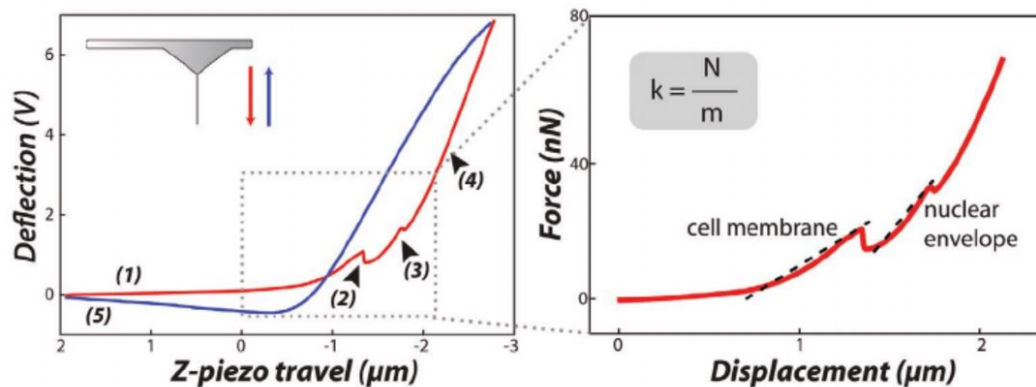 Deflection (V)
6
4
2
0
(1)
(5)
(2)
(3)
(4)
2
1
0
-1
-2
-3
Z-piezo travel (µm)
Force (nN)
80
40
0
k = N
m
cell membrane
nuclear
envelope
0
1
2
Displacement (µm)